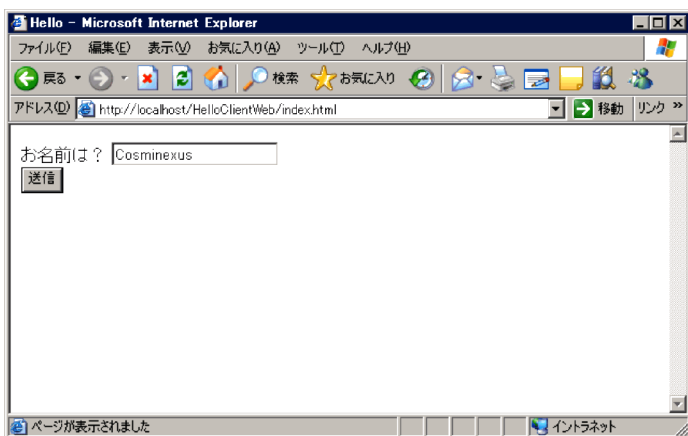 Hello - Microsoft Internet Explorer
ファイル(F) 編集(E) 表示(V) お気に入り(A) ツール(T) ヘルプ(H)
戻る 検索 お気に入り
アドレス(D) http://localhost/HelloClientWeb/index.html 移動 リンク »
お名前は? Cosminexus
送信
ページが表示されました イントラネット